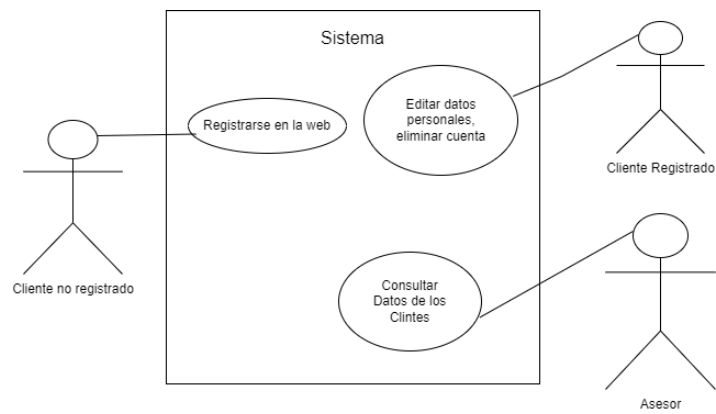 Sistema
Registrarse en la web
Editar datos
personales,
eliminar cuenta
Cliente Registrado
Cliente no registrado
Consultar
Datos de los
Clintes
Asesor